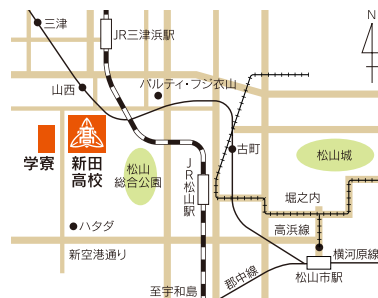 三津
JR三津浜駅
N
山西
パルティ・フジ衣山
髙
学寮
新田
高校
松山
総合公園
JR松山駅
古町
松山城
堀之内
ハタダ
高浜線
新空港通り
横河原線
郡中線
松山市駅
至宇和島